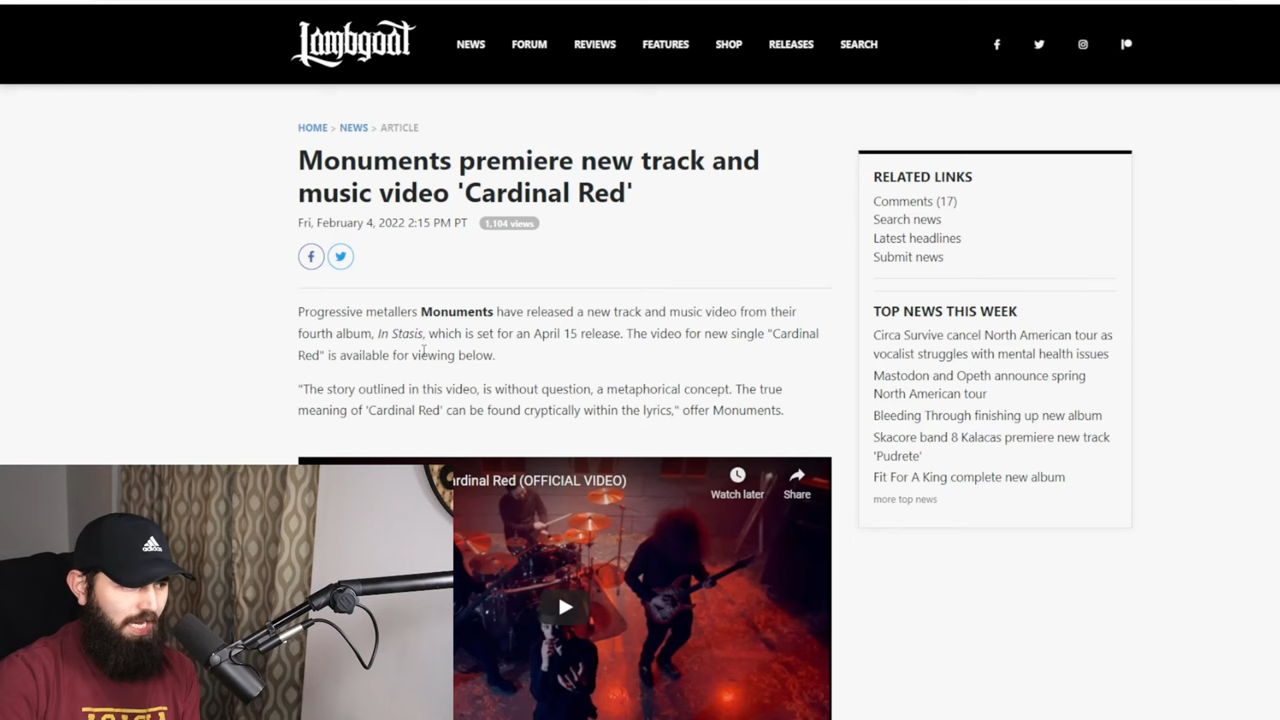 Lambgoat
NEWS
FORUM
REVIEWS
FEATURES
SHOP
RELEASES
SEARCH
HOME > NEWS > ARTICLE
Monuments premiere new track and
music video 'Cardinal Red'
Fri, February 4, 2022 2:15 PM PT 1,104 views
Progressive metallers Monuments have released a new track and music video from their
fourth album, In Stasis, which is set for an April 15 release. The video for new single "Cardinal
Red" is available for viewing below.
"The story outlined in this video, is without question, a metaphorical concept. The true
meaning of 'Cardinal Red' can be found cryptically within the lyrics," offer Monuments.
ardinal Red (OFFICIAL VIDEO)
Watch later
Share
RELATED LINKS
Comments (17)
Search news
Latest headlines
Submit news
TOP NEWS THIS WEEK
Circa Survive cancel North American tour as
vocalist struggles with mental health issues
Mastodon and Opeth announce spring
North American tour
Bleeding Through finishing up new album
Skacore band 8 Kalacas premiere new track
'Pudrete'
Fit For A King complete new album
more top news
adidas